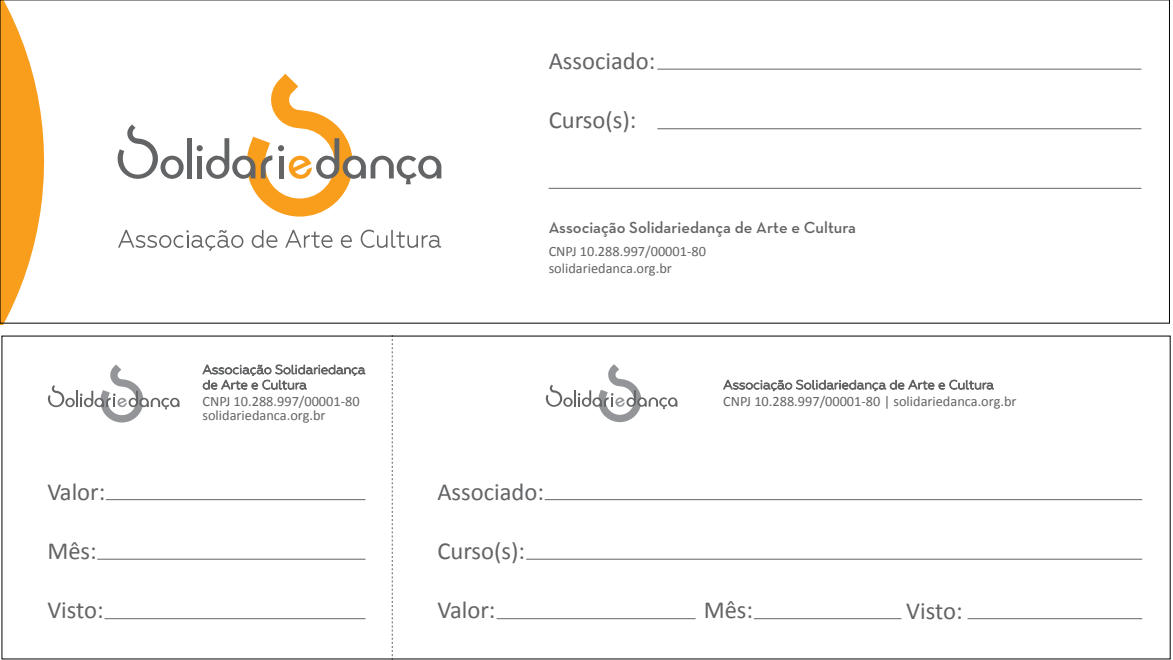 Solidariedança
Associação de Arte e Cultura
Associado:
Curso(s):
Associação Solidariedança de Arte e Cultura
CNPJ 10.288.997/00001-80
solidariedanca.org.br
Solidariedança
Associação Solidariedança
de Arte e Cultura
CNPJ 10.288.997/00001-80
solidariedanca.org.br
Valor:
Mês:
Visto:
Solidariedança
Associação Solidariedança de Arte e Cultura
CNPJ 10.288.997/00001-80 | solidariedanca.org.br
Associado:
Curso(s):
Valor: Mês: Visto: